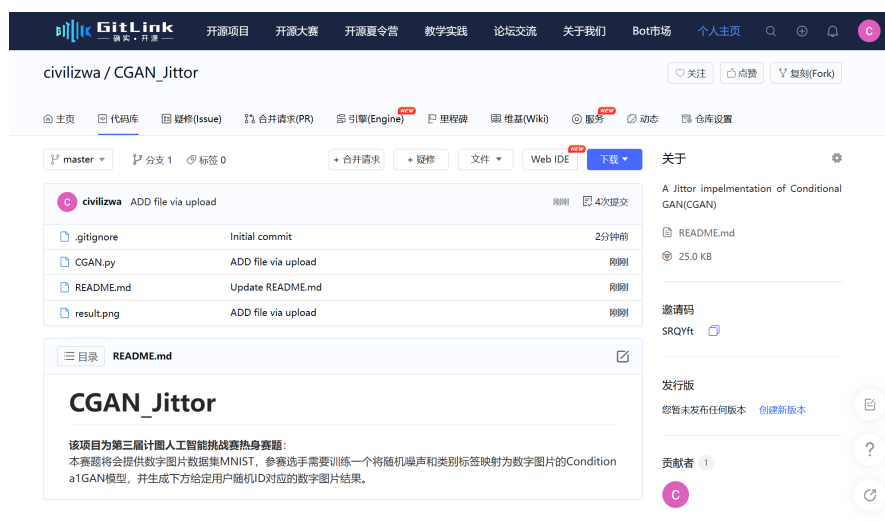 GitLink 开源项目 开源大赛 开源夏令营 教学实践 论坛交流 关于我们 Bot市场 个人主页 C
确实·开源
civilizwa / CGAN_Jittor 关注 点赞 复刻(Fork)
主页 代码库 疑修(Issue) 合并请求(PR) 引擎(Engine) NEW 里程碑 维基(Wiki) 服务 NEW 动态 仓库设置
master 分支 1 标签 0 + 合并请求 + 疑修 文件 Web IDE NEW 下载
关于
C civilizwa ADD file via upload 刚刚 4次提交
A Jittor impelmentation of Conditional
GAN(CGAN)
.gitignore Initial commit 2分钟前
CGAN.py ADD file via upload 刚刚
README.md Update README.md 刚刚
result.png ADD file via upload 刚刚
README.md
25.0 KB
邀请码
SRQYft
目录 README.md
CGAN_Jittor
该项目为第三届计图人工智能挑战赛热身赛题:
本赛题将会提供数字图片数据集MNIST，参赛选手需要训练一个将随机噪声和类别标签映射为数字图片的Condition
a1GAN模型，并生成下方给定用户随机ID对应的数字图片结果。
发行版
您暂未发布任何版本 创建新版本
贡献者 1
C
?